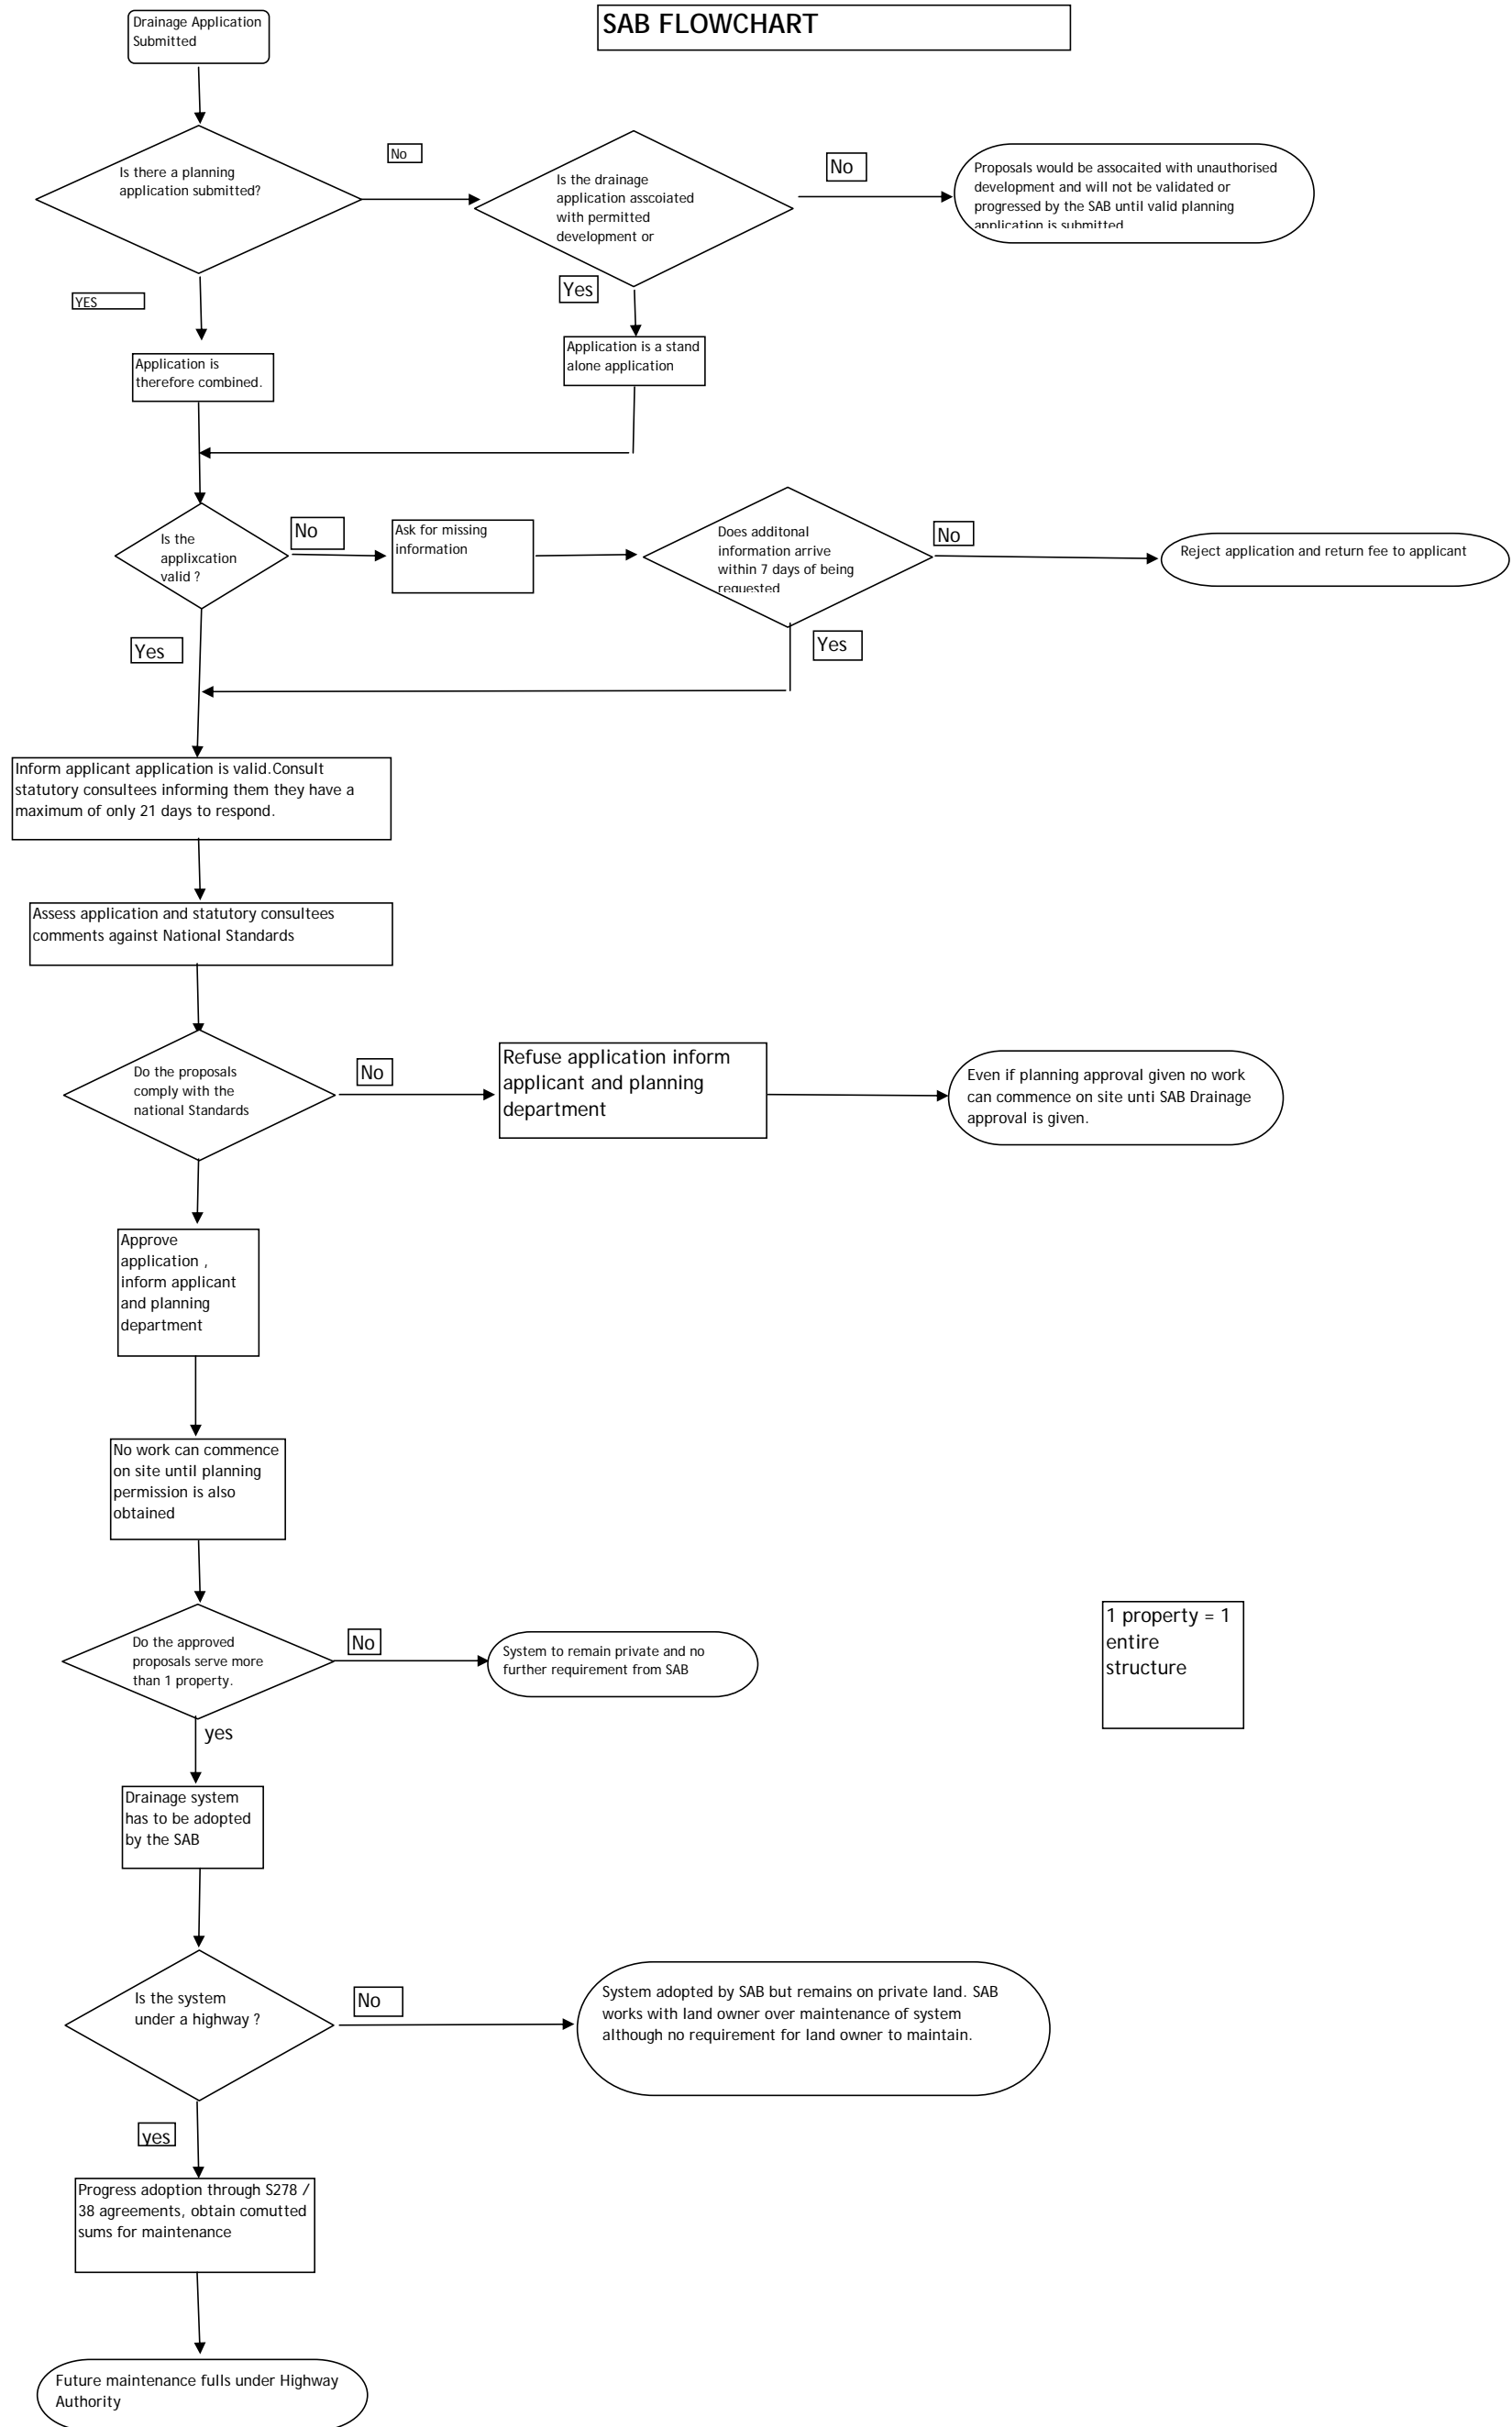 SAB FLOWCHART
Drainage Application
Submitted
Is there a planning
application submitted?
No
Is the drainage
application asscoiated
with permitted
development or
No
Proposals would be assocaited with unauthorised
development and will not be validated or
progressed by the SAB until valid planning
application is submitted
YES
Yes
Application is
therefore combined.
Application is a stand
alone application
Is the
applixcation
valid ?
No
Ask for missing
information
Does additonal
information arrive
within 7 days of being
requested
No
Reject application and return fee to applicant
Yes
Yes
Inform applicant application is valid.Consult
statutory consultees informing them they have a
maximum of only 21 days to respond.
Assess application and statutory consultees
comments against National Standards
Do the proposals
comply with the
national Standards
No
Refuse application inform
applicant and planning
department
Even if planning approval given no work
can commence on site unti SAB Drainage
approval is given.
Approve
application ,
inform applicant
and planning
department
No work can commence
on site until planning
permission is also
obtained
Do the approved
proposals serve more
than 1 property.
No
System to remain private and no
further requirement from SAB
1 property = 1
entire
structure
yes
Drainage system
has to be adopted
by the SAB
Is the system
under a highway ?
No
System adopted by SAB but remains on private land. SAB
works with land owner over maintenance of system
although no requirement for land owner to maintain.
yes
Progress adoption through S278 /
38 agreements, obtain comutted
sums for maintenance
Future maintenance fulls under Highway
Authority